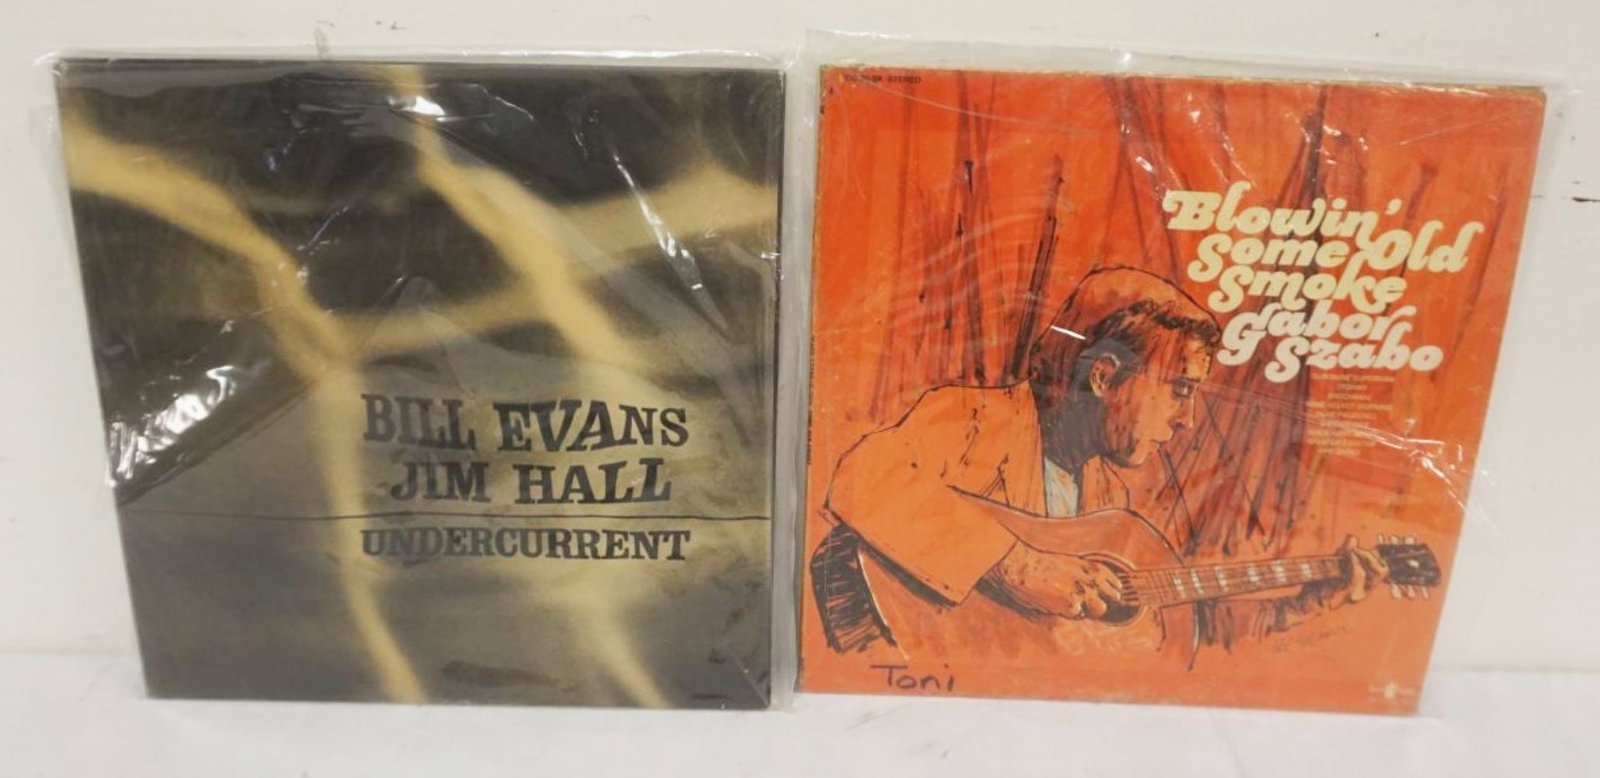 BILL EVANS
JIM HALL
UNDERCURRENT
STEREO
Blowin'
Some Old
Smoke
Gabor
Szabo
Toni